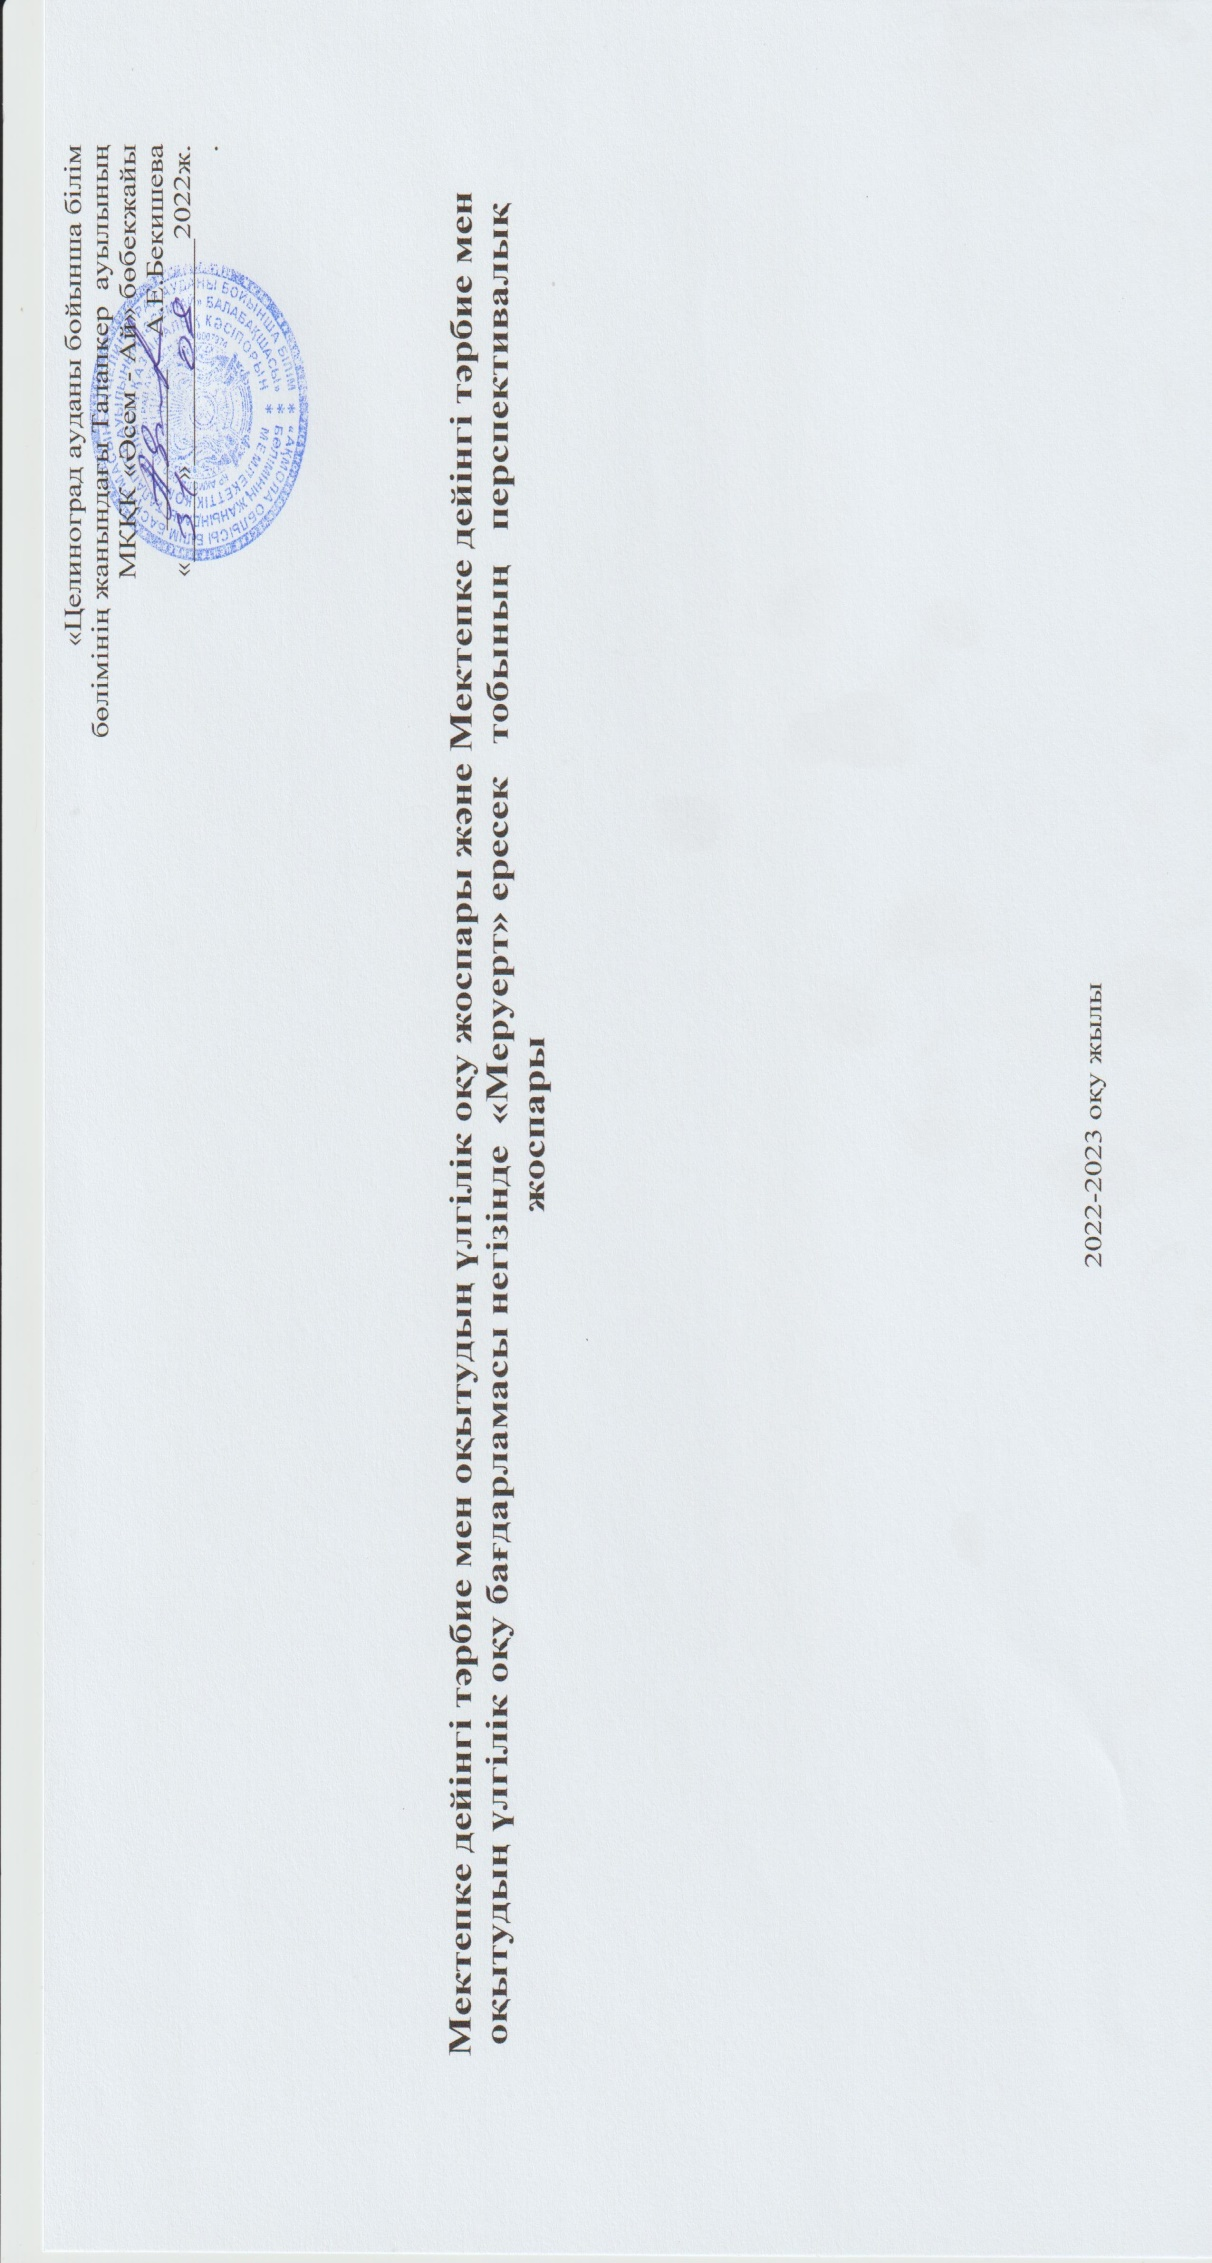 «Целиноград ауданы бойынша білім
бөлімінің жанындағы Талапкер ауылының
МКҚК «Әсем - Ай» бөбекжайы
А.Е.Бекишева
« 31 » 08 2022ж.
.
Мектепке дейінгі тәрбие мен оқытудың үлгілік оқу жоспары және Мектепке дейінгі тәрбие мен
оқытудың үлгілік оқу бағдарламасы негізінде «Меруерт» ересек тобының перспективалық
жоспары
2022-2023 оқу жылы